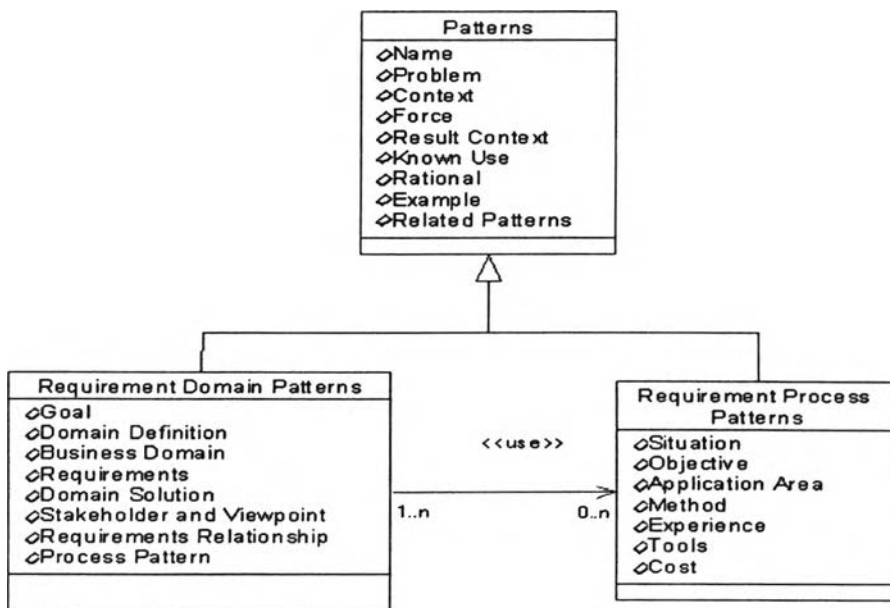 Patterns
Name
Problem
Context
Force
Result Context
Known Use
Rational
Example
Related Patterns
Requirement Domain Patterns
Goal
Domain Definition
Business Domain
Requirements
Domain Solution
Stakeholder and Viewpoint
Requirements Relationship
Process Pattern
<<use>>
1..n
0..n
Requirement Process
Patterns
Situation
Objective
Application Area
Method
Experience
Tools
Cost